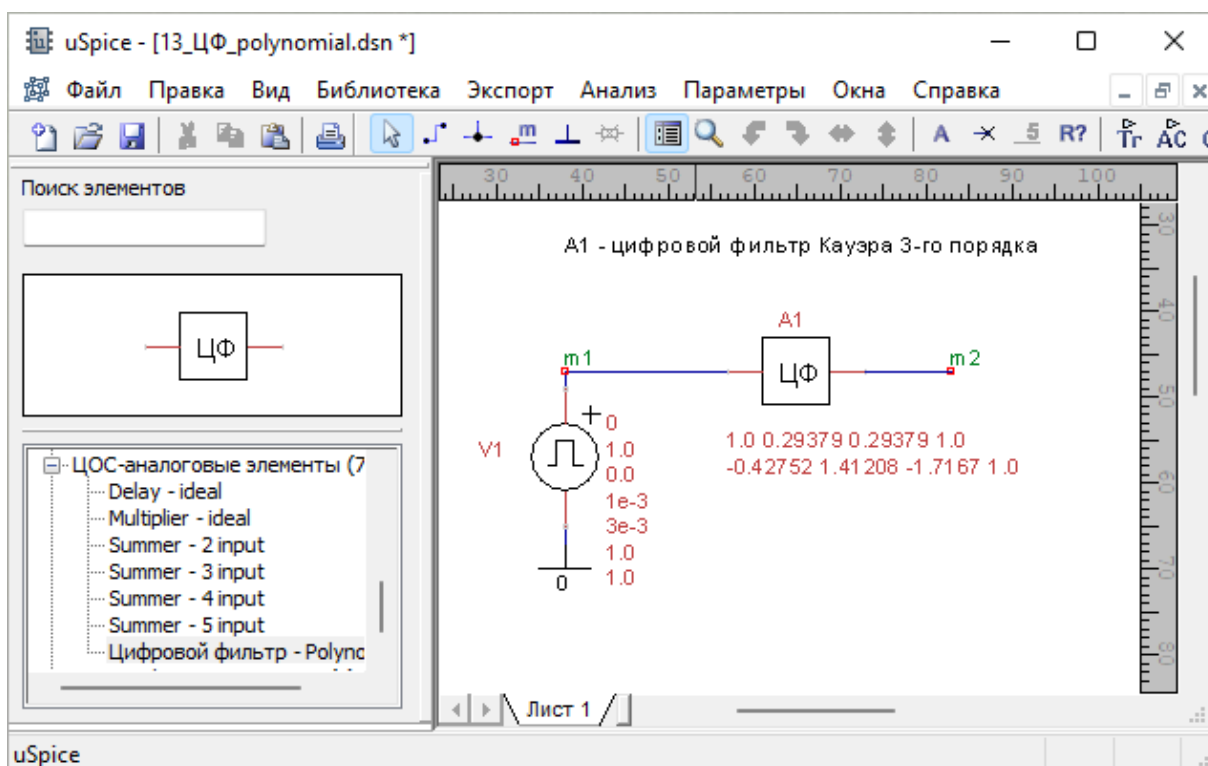 uSpice - [13_ЦФ_polynomial.dsn *]
Файл Правка Вид Библиотека Экспорт Анализ Параметры Окна Справка
m A 5 R? Tr AC
Поиск элементов
ЦФ
ЦОС-аналоговые элементы (7
Delay - ideal
Multiplier - ideal
Summer - 2 input
Summer - 3 input
Summer - 4 input
Summer - 5 input
Цифровой фильтр - Polyno
30 40 50 60 70 80 90 100
A1 - цифровой фильтр Кауэра 3-го порядка
A1
m1
ЦФ
m2
V1
0
1.0
0.0
1e-3
3e-3
1.0
1.0
0
1.0 0.29379 0.29379 1.0
-0.42752 1.41208 -1.7167 1.0
30
40
50
60
70
80
Лист 1
uSpice